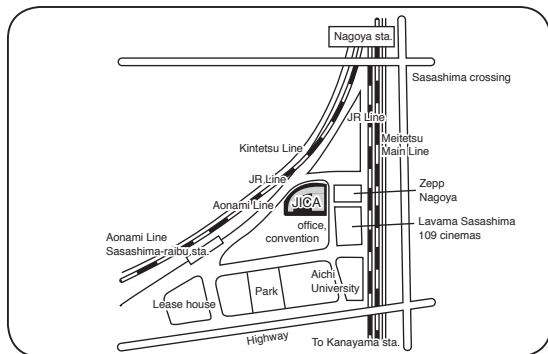 Nagoya sta.
Sasashima crossing
JR Line
Meitetsu
Main Line
Kintetsu Line
JR Line
Aonami Line
Zepp
Nagoya
JICA
office,
convention
Lavama Sasashima
109 cinemas
Aonami Line
Sasashima-raibu sta.
Aichi
University
Park
Lease house
Highway
To Kanayama sta.